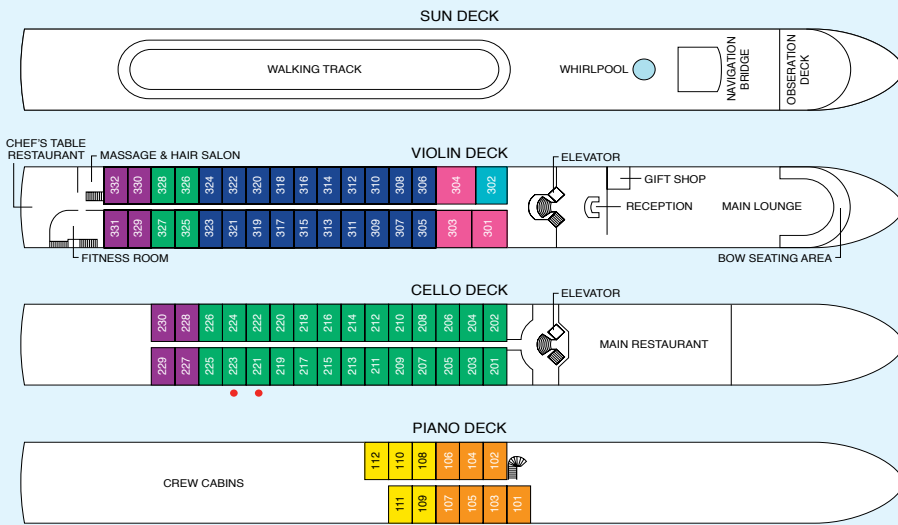 SUN DECK
WALKING TRACK
WHIRLPOOL
NAVIGATION
BRIDGE
OBSERATION
DECK
VIOLIN DECK
CHEF'S TABLE
RESTAURANT
MASSAGE & HAIR SALON
ELEVATOR
332 330 328 326 324 322 320 318 316 314 312 310 308 306 304 302
GIFT SHOP
RECEPTION
MAIN LOUNGE
331 329 327 325 323 321 319 317 315 313 311 309 307 305 303 301
FITNESS ROOM
BOW SEATING AREA
CELLO DECK
ELEVATOR
230 228 226 224 222 220 218 216 214 212 210 208 206 204 202
MAIN RESTAURANT
229 227 225 223 221 219 217 215 213 211 209 207 205 203 201
PIANO DECK
112 110 108 106 104 102
CREW CABINS
111 109 107 105 103 101